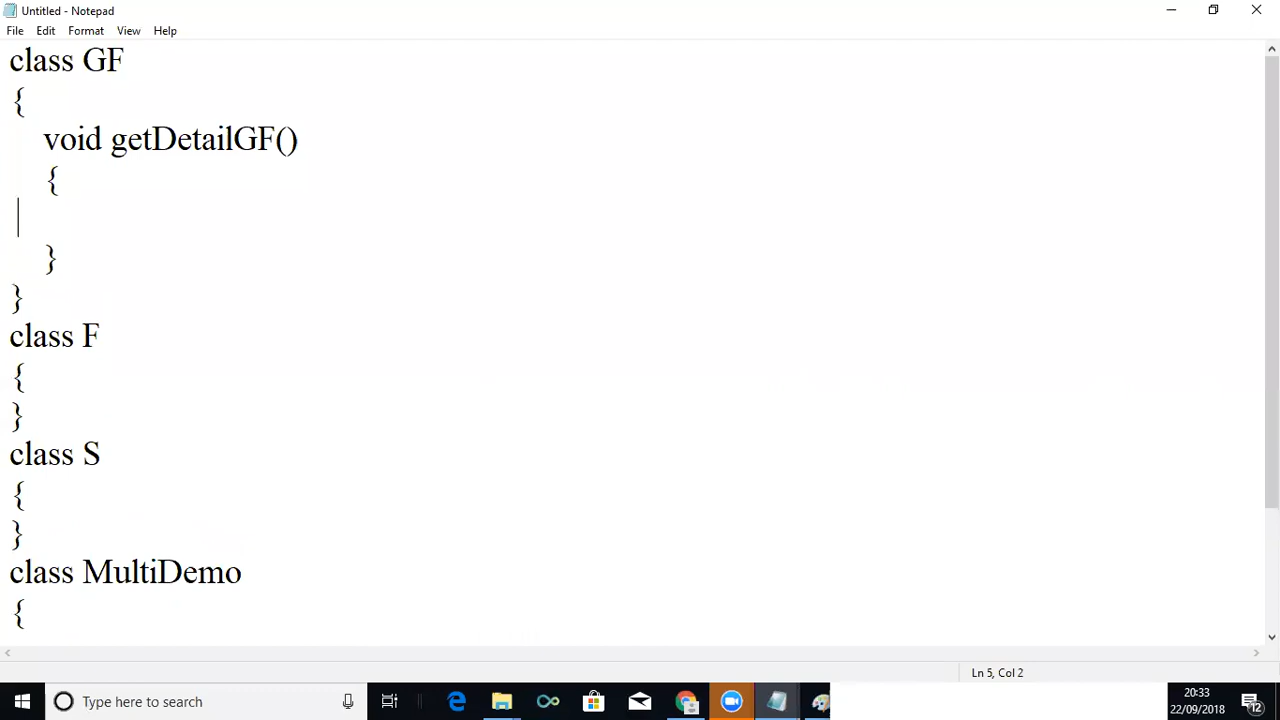 Untitled - Notepad
File Edit Format View Help
class GF
{
void getDetailGF()
{
}
}
class F
{
}
class S
{
}
class MultiDemo
{
Ln 5, Col 2
Type here to search
20:33
22/09/2018
12